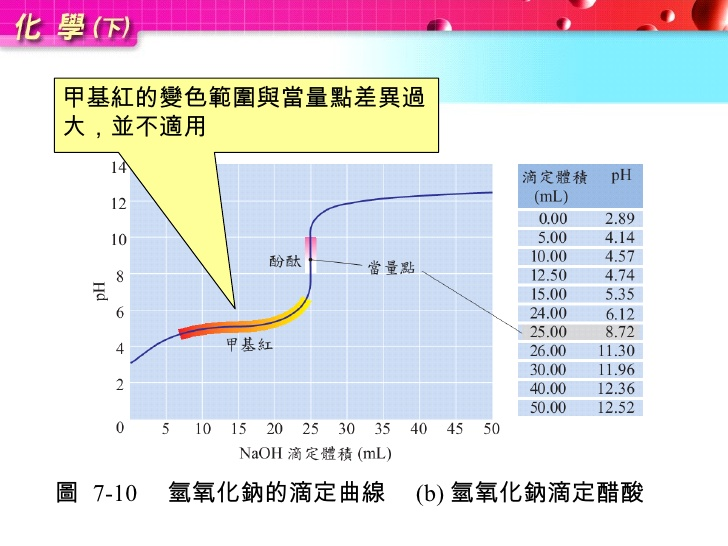 化 學(下)
甲基紅的變色範圍與當量點差異過
大，並不適用
14
12
10
8
6
4
2
0
pH
酚酞
當量點
甲基紅
5 10 15 20 25 30 35 40 45 50
NaOH 滴定體積 (mL)
滴定體積 pH
(mL)
0.00 2.89
5.00 4.14
10.00 4.57
12.50 4.74
15.00 5.35
24.00 6.12
25.00 8.72
26.00 11.30
30.00 11.96
40.00 12.36
50.00 12.52
圖 7-10 氫氧化鈉的滴定曲線 (b) 氫氧化鈉滴定醋酸